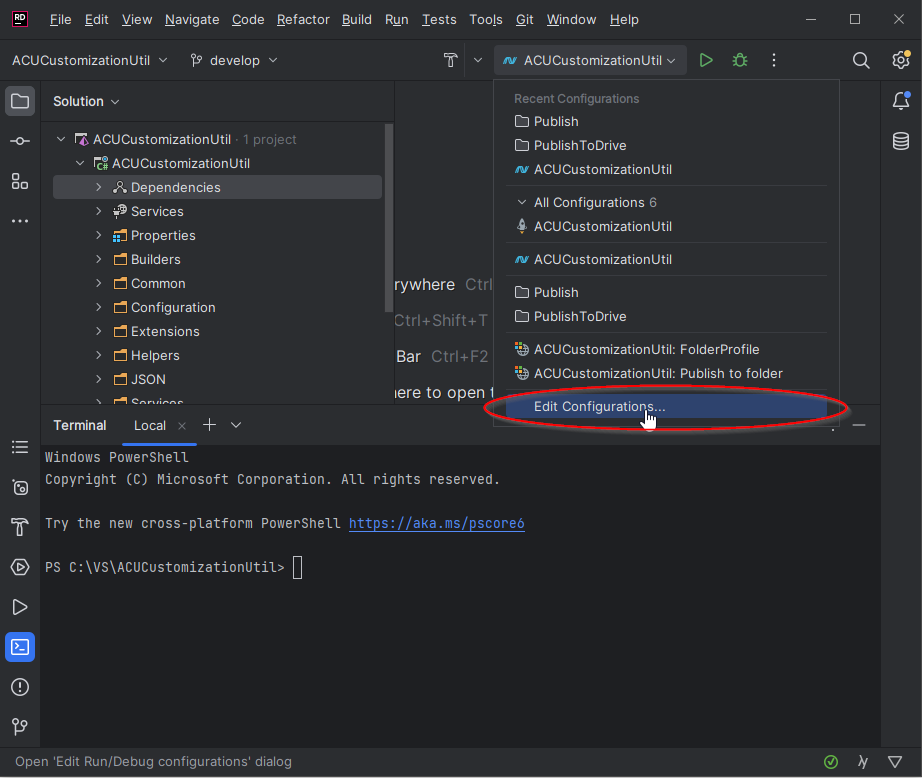 RD File Edit View Navigate Code Refactor Build Run Tests Tools Git Window Help
ACUCustomizationUtil develop ACUCustomizationUtil
Solution
ACUCustomizationUtil · 1 project
C# ACUCustomizationUtil
Dependencies
Services
Properties
Builders
Common
Configuration
Extensions
Helpers
JSON
Services
rywhere Ctrl
Ctrl+Shift+T
Bar Ctrl+F2
here to open t
Recent Configurations
Publish
PublishToDrive
ACUCustomizationUtil
All Configurations 6
ACUCustomizationUtil
ACUCustomizationUtil
Publish
PublishToDrive
ACUCustomizationUtil: FolderProfile
ACUCustomizationUtil: Publish to folder
Edit Configurations...
Terminal Local
Windows PowerShell
Copyright (C) Microsoft Corporation. All rights reserved.
Try the new cross-platform PowerShell https://aka.ms/pscore6
PS C:\VS\ACUCustomizationUtil>
Open 'Edit Run/Debug configurations' dialog